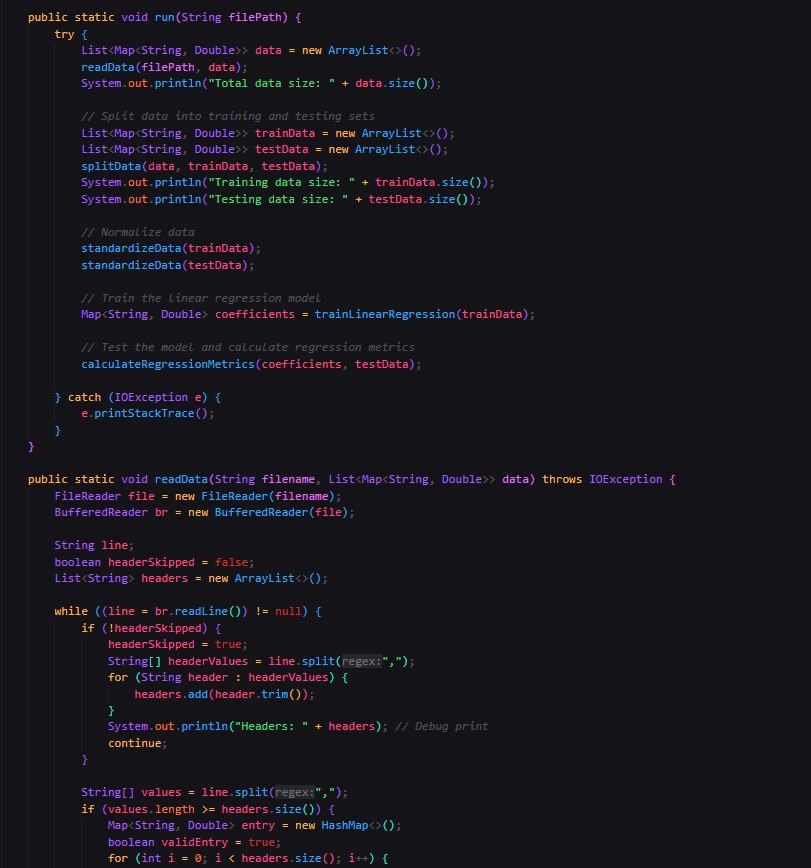 public static void run(String filePath) {
try {
List<Map<String, Double>> data = new ArrayList<>();
readData(filePath, data);
System.out.println("Total data size: " + data.size());
// Split data into training and testing sets
List<Map<String, Double>> trainData = new ArrayList<>();
List<Map<String, Double>> testData = new ArrayList<>();
splitData(data, trainData, testData);
System.out.println("Training data size: " + trainData.size());
System.out.println("Testing data size: " + testData.size());
// Normalize data
standardizeData(trainData);
standardizeData(testData);
// Train the linear regression model
Map<String, Double> coefficients = trainLinearRegression(trainData);
// Test the model and calculate regression metrics
calculateRegressionMetrics(coefficients, testData);
} catch (IOException e) {
e.printStackTrace();
}
}
public static void readData(String filename, List<Map<String, Double>> data) throws IOException {
FileReader file = new FileReader(filename);
BufferedReader br = new BufferedReader(file);
String line;
boolean headerSkipped = false;
List<String> headers = new ArrayList<>();
while ((line = br.readLine()) != null) {
if (!headerSkipped) {
headerSkipped = true;
String[] headerValues = line.split(regex:",");
for (String header : headerValues) {
headers.add(header.trim());
}
System.out.println("Headers: " + headers); // Debug print
continue;
}
String[] values = line.split(regex:",");
if (values.length >= headers.size()) {
Map<String, Double> entry = new HashMap<>();
boolean validEntry = true;
for (int i = 0; i < headers.size(); i++) {